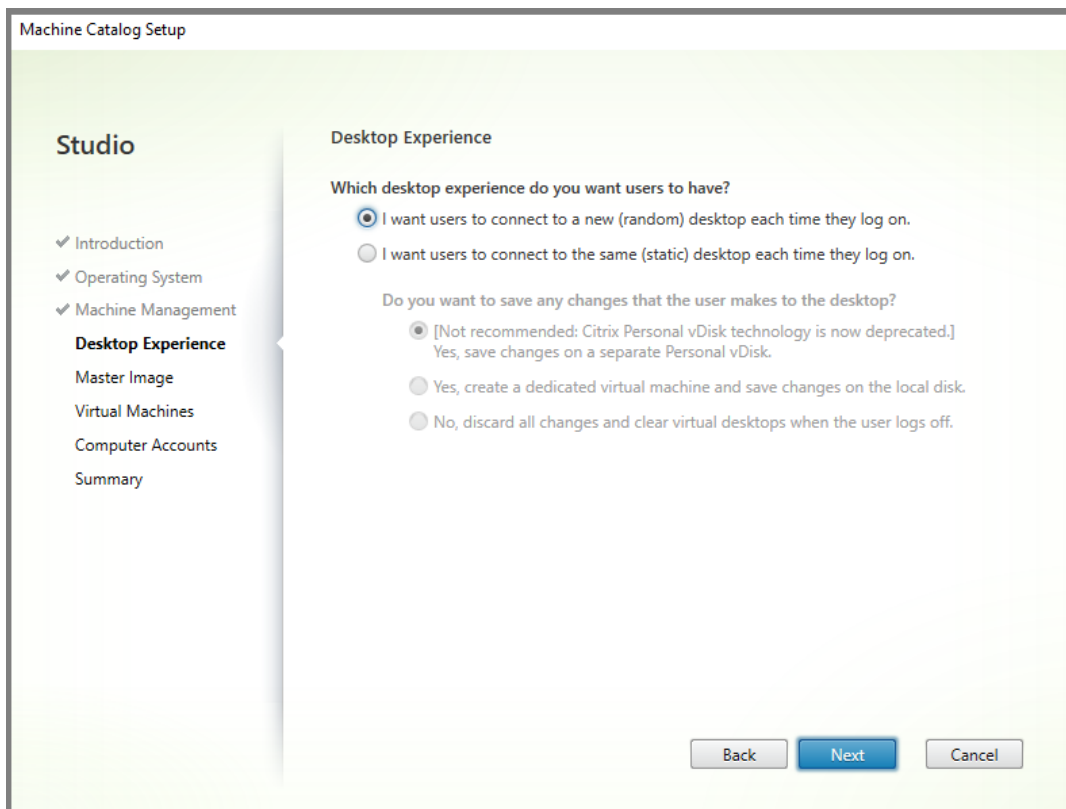 Machine Catalog Setup
Studio
Introduction
Operating System
Machine Management
Desktop Experience
Master Image
Virtual Machines
Computer Accounts
Summary
Desktop Experience
Which desktop experience do you want users to have?
I want users to connect to a new (random) desktop each time they log on.
I want users to connect to the same (static) desktop each time they log on.
Do you want to save any changes that the user makes to the desktop?
[Not recommended: Citrix Personal vDisk technology is now deprecated.]
Yes, save changes on a separate Personal vDisk.
Yes, create a dedicated virtual machine and save changes on the local disk.
No, discard all changes and clear virtual desktops when the user logs off.
Back
Next
Cancel